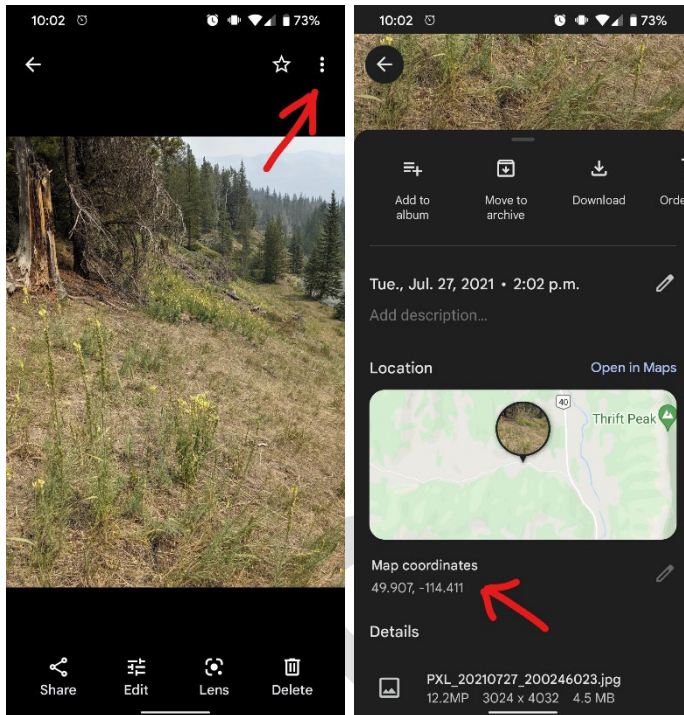 10:02
73%
Share
Edit
Lens
Delete
10:02
73%
Add to
album
Move to
archive
Download
Orde
Tue., Jul. 27, 2021 • 2:02 p.m.
Add description...
Location
Open in Maps
40
Thrift Peak
Map coordinates
49.907, -114.411
Details
PXL_20210727_200246023.jpg
12.2MP 3024 x 4032 4.5 MB